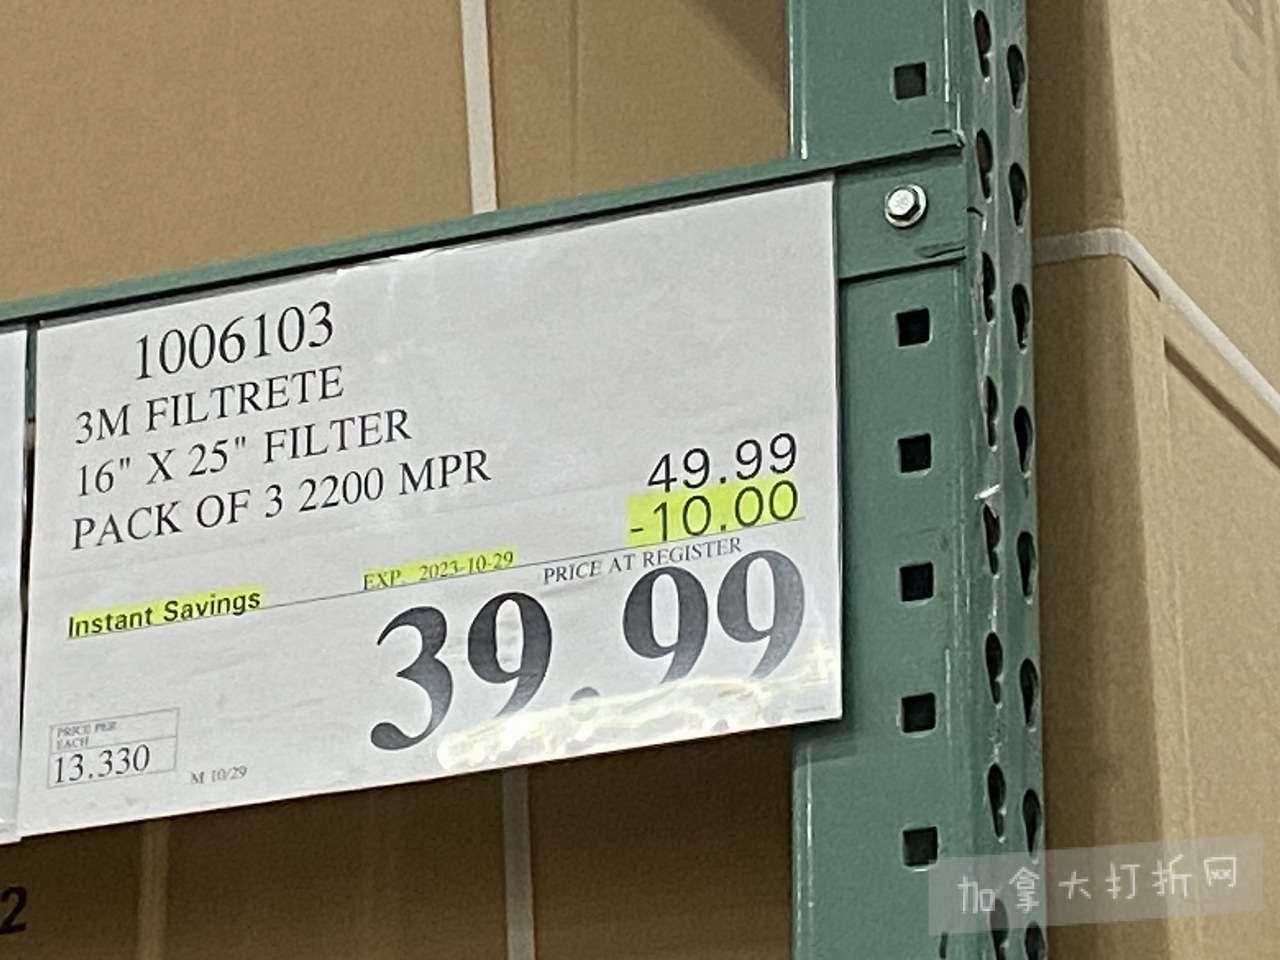 1006103
3M FILTRETE
16" X 25" FILTER
PACK OF 3 2200 MPR
49.99
-10.00
EXP. 2023-10-29
PRICE AT REGISTER
Instant Savings
39.99
PRICE PER
EACH
13.330
M 10/29
2
加拿大打折网